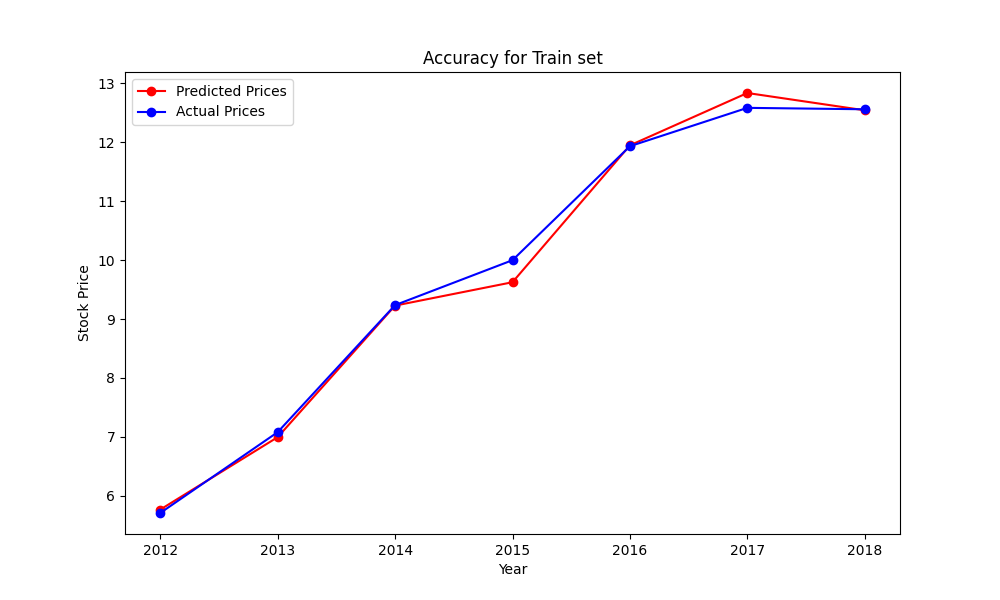 Accuracy for Train set
Predicted Prices
Actual Prices
13
12
11
10
9
8
7
6
Stock Price
2012 2013 2014 2015 2016 2017 2018
Year